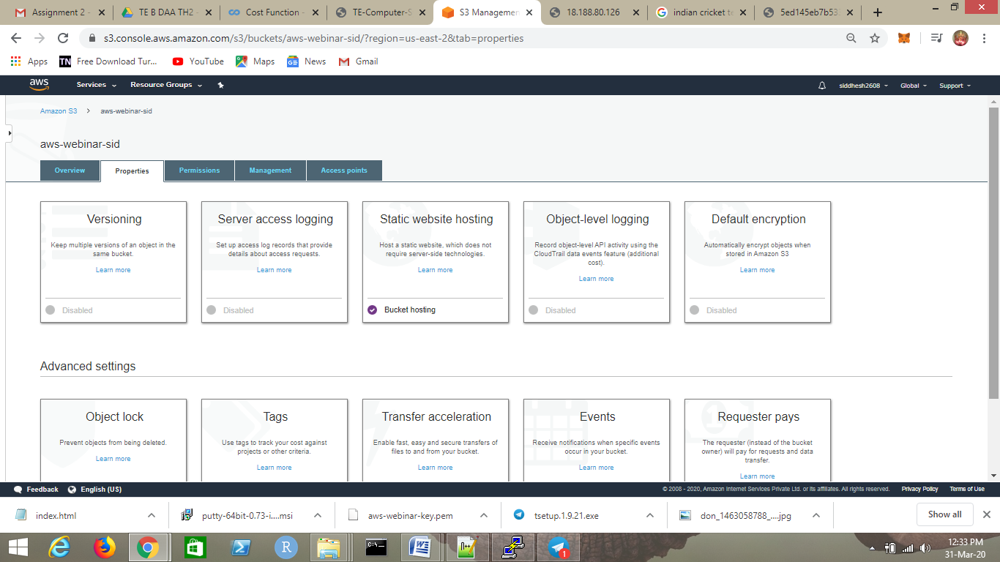 Assignment 2 -
TE B DAA TH2 -
Cost Function -
TE-Computer-S
S3 Managemen
18.188.80.126
indian cricket te
5ed145eb7b53
s3.console.aws.amazon.com/s3/buckets/aws-webinar-sid/?region=us-east-2&tab=properties
Apps
TN
Free Download Tur...
YouTube
Maps
GE
News
Gmail
aws
Services
Resource Groups
siddhesh2608
Global
Support
Amazon S3 > aws-webinar-sid
aws-webinar-sid
Overview
Properties
Permissions
Management
Access points
Versioning
Keep multiple versions of an object in the
same bucket.
Learn more
Disabled
Server access logging
Set up access log records that provide
details about access requests.
Learn more
Disabled
Static website hosting
Host a static website, which does not
require server-side technologies.
Learn more
Bucket hosting
Object-level logging
Record object-level API activity using the
CloudTrail data events feature (additional
cost).
Learn more
Disabled
Default encryption
Automatically encrypt objects when
stored in Amazon S3
Learn more
Disabled
Advanced settings
Object lock
Prevent objects from being deleted.
Learn more
Tags
Use tags to track your cost against
projects or other criteria.
Learn more
Transfer acceleration
Enable fast, easy and secure transfers of
files to and from your bucket.
Learn more
Events
Receive notifications when specific events
occur in your bucket.
Learn more
Requester pays
The requester (instead of the bucket
owner) will pay for requests and data
transfer.
Learn more
Feedback
English (US)
© 2008 - 2020, Amazon Internet Services Private Ltd. or its affiliates. All rights reserved.
Privacy Policy
Terms of Use
index.html
putty-64bit-0.73-i....msi
aws-webinar-key.pem
tsetup.1.9.21.exe
don_1463058788_....jpg
Show all
R
1
12:33 PM
31-Mar-20